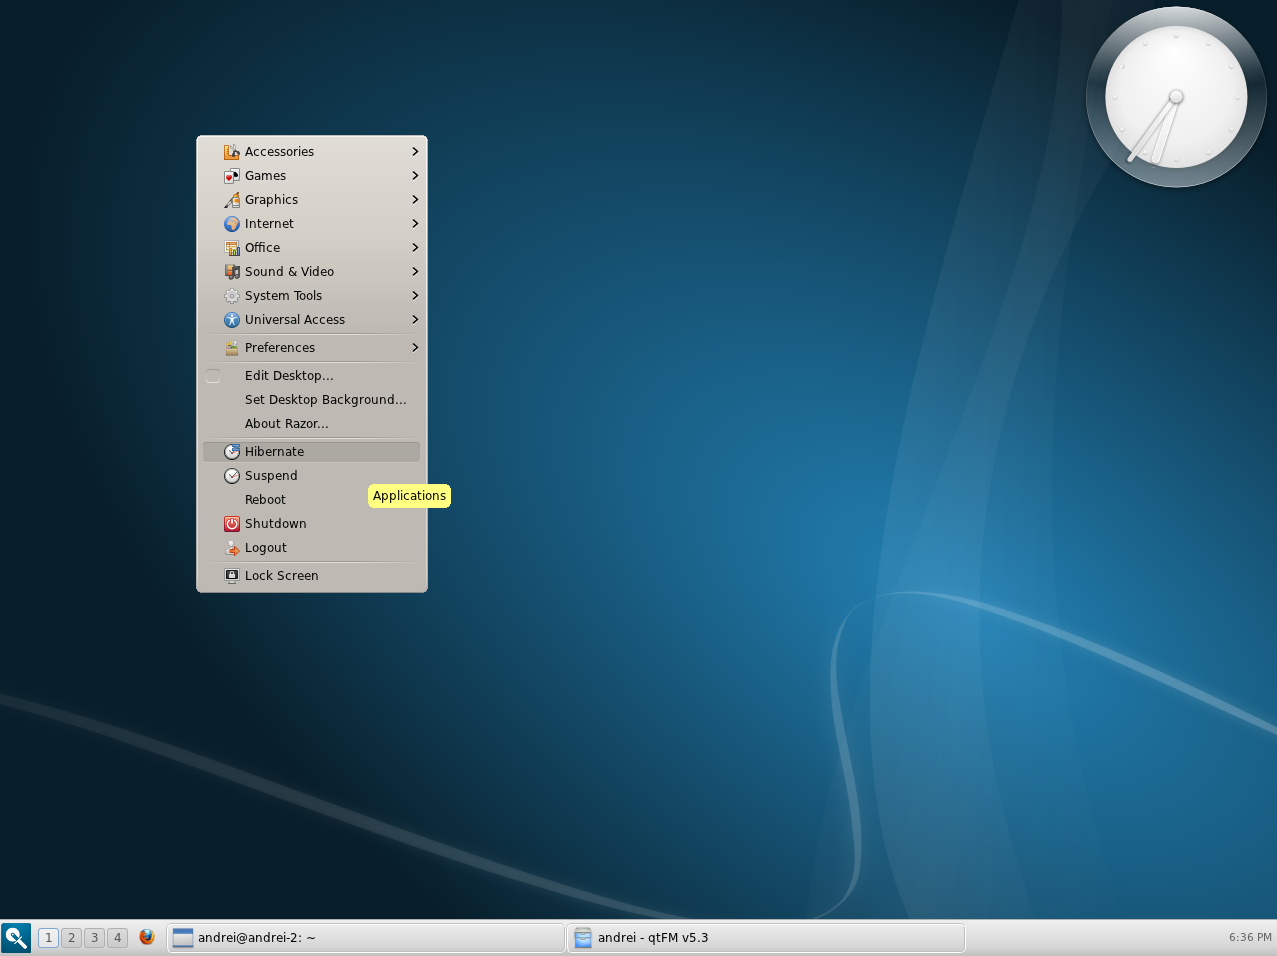 Accessories
Games
Graphics
Internet
Office
Sound & Video
System Tools
Universal Access
Preferences
Edit Desktop...
Set Desktop Background...
About Razor...
Hibernate
Suspend
Applications
Reboot
Shutdown
Logout
Lock Screen
1 2 3 4 andrei@andrei-2: ~ andrei - qtFM v5.3 6:36 PM